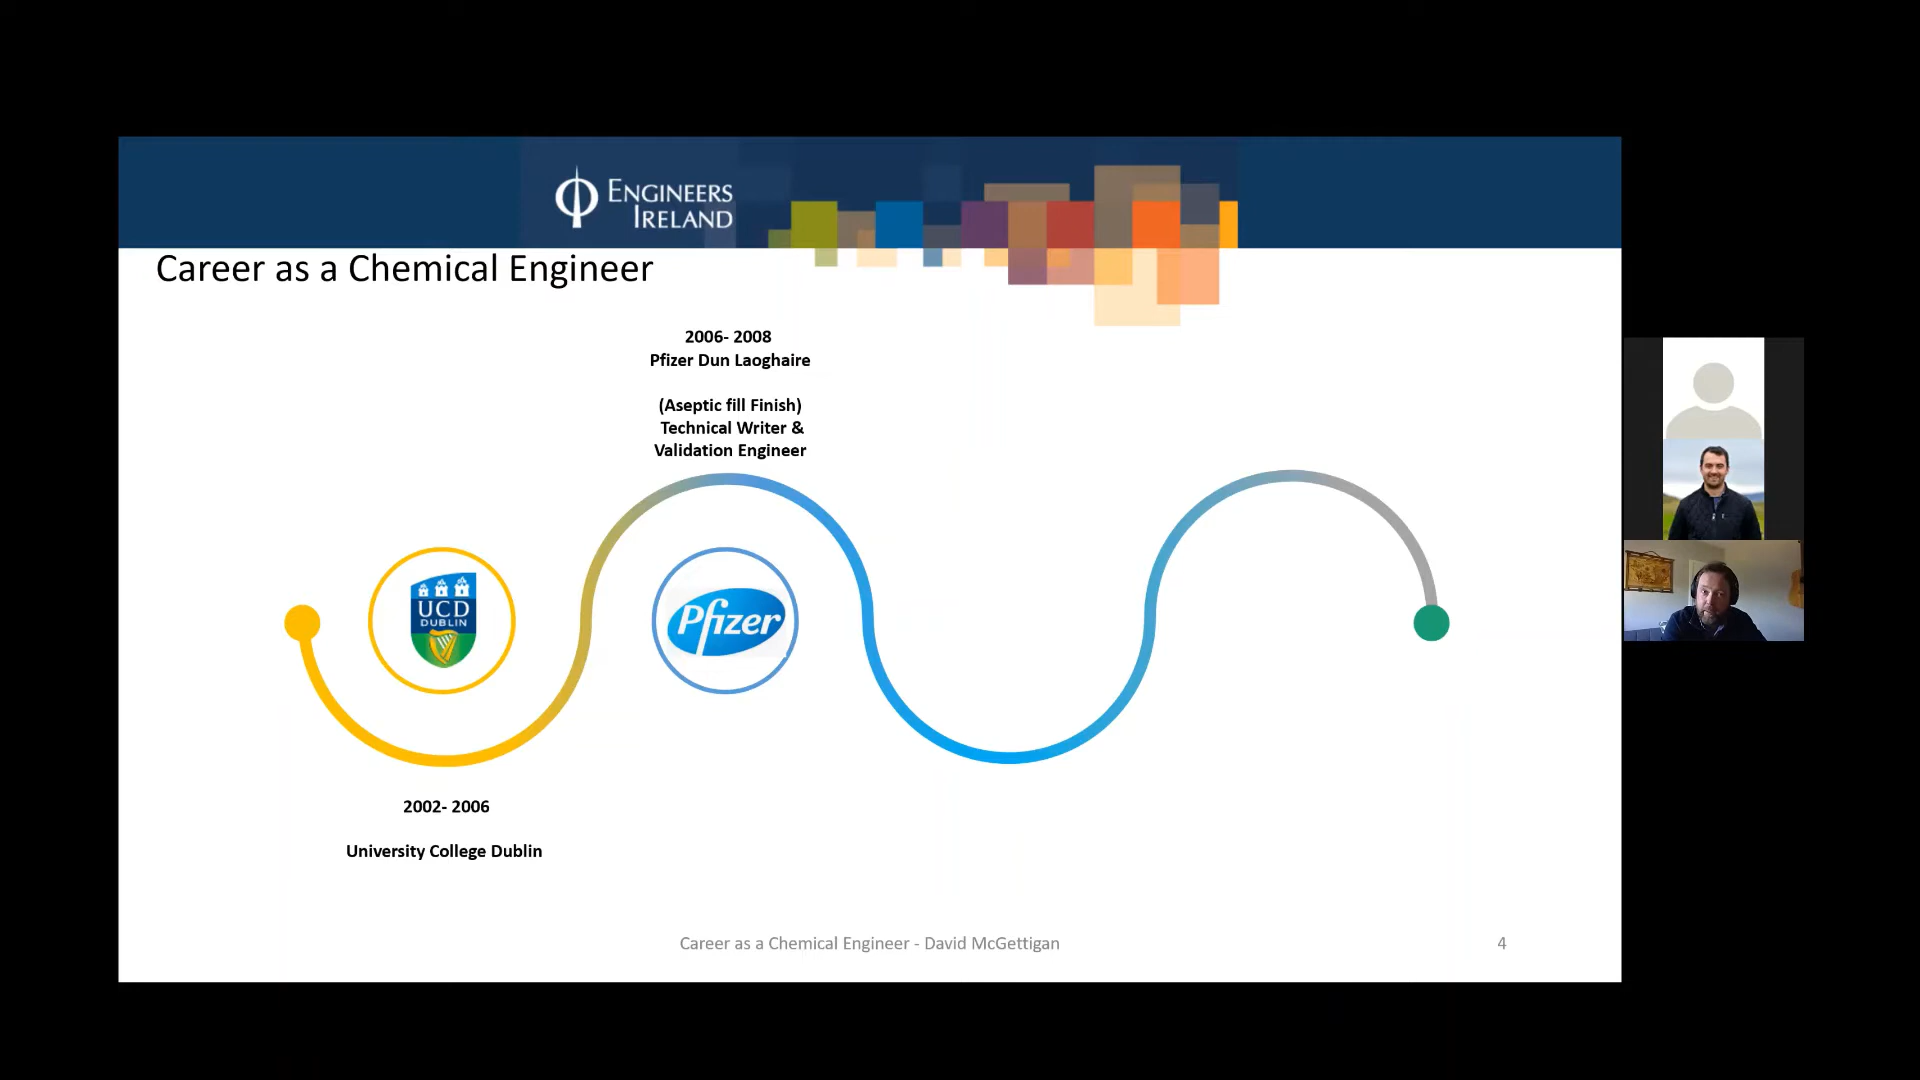 ENGINEERS
IRELAND
Career as a Chemical Engineer
2006- 2008
Pfizer Dun Laoghaire
(Aseptic fill Finish)
Technical Writer &
Validation Engineer
UCD
DUBLIN
Pfizer
2002- 2006
University College Dublin
Career as a Chemical Engineer - David McGettigan
4